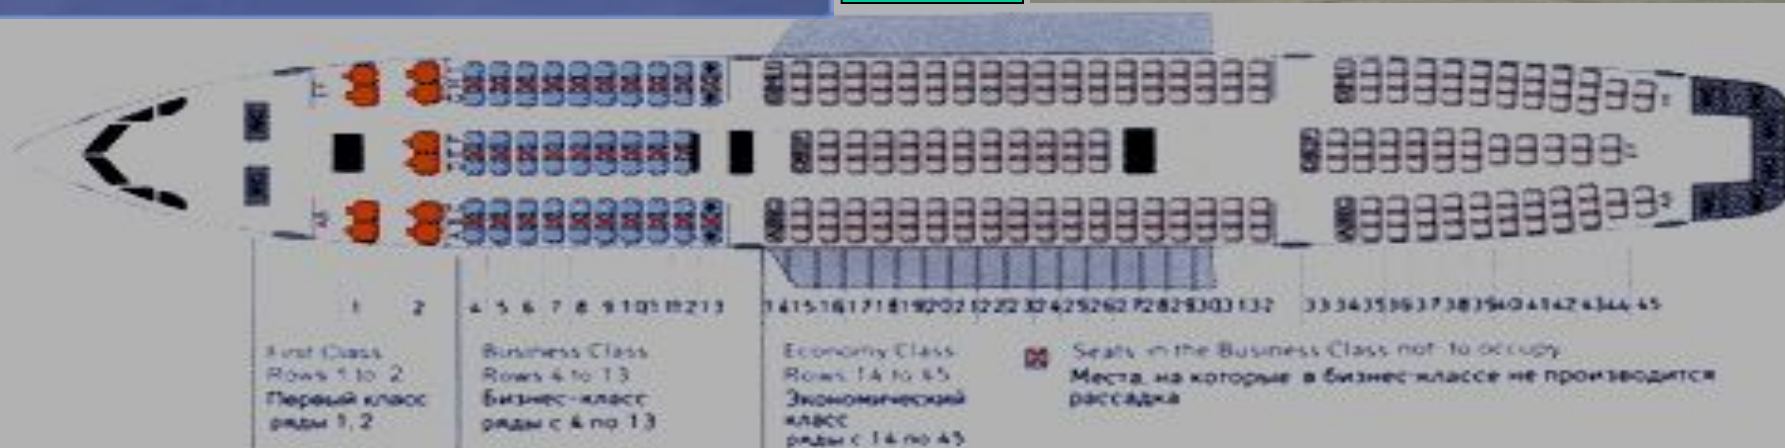 1 2 4 5 6 7 8 9 10 11 12 13 14 15 16 17 18 19 20 21 22 23 24 25 26 27 28 29 30 31 32 33 34 35 36 37 38 39 40 41 42 43 44 45
First Class
Rows 1 to 2
Первый класс
ряды 1, 2
Business Class
Rows 4 to 13
Бизнес-класс
ряды с 4 по 13
Economy Class
Rows 14 to 45
Экономический
класс
ряды с 14 по 45
Seats in the Business Class not to occupy
Места, на которые в бизнес-классе не производится
рассадка